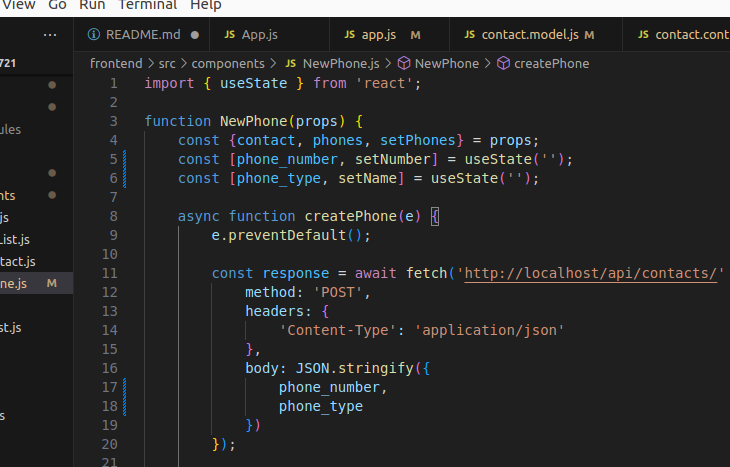 View Go Run Terminal Help
··· README.md ● JS App.js JS app.js M JS contact.model.js M JS contact.cont
721 frontend > src > components > JS NewPhone.js > NewPhone > createPhone
1 import { useState } from 'react';
2
ules 3 function NewPhone(props) {
4 const {contact, phones, setPhones} = props;
5 const [phone_number, setNumber] = useState('');
nts 6 const [phone_type, setName] = useState('');
js 7
List.js 8 async function createPhone(e) {
tact.js 9 e.preventDefault();
10
ne.js M 11 const response = await fetch('http://localhost/api/contacts/'
12 method: 'POST',
13 headers: {
st.js 14 'Content-Type': 'application/json'
15 },
16 body: JSON.stringify({
17 phone_number,
s 18 phone_type
19 })
20 });
21